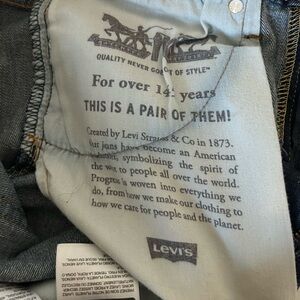 QUALITY NEVER GOES OUT OF STYLE™
For over 14 years
THIS IS A PAIR OF THEM!
Created by Levi Strauss & Co in 1873.
Our jeans have become an American
symbolizing the spirit of
the west to people all over the world.
Progress is woven into everything we
do, from how we make our clothing to
how we care for people and the planet.
Levi's